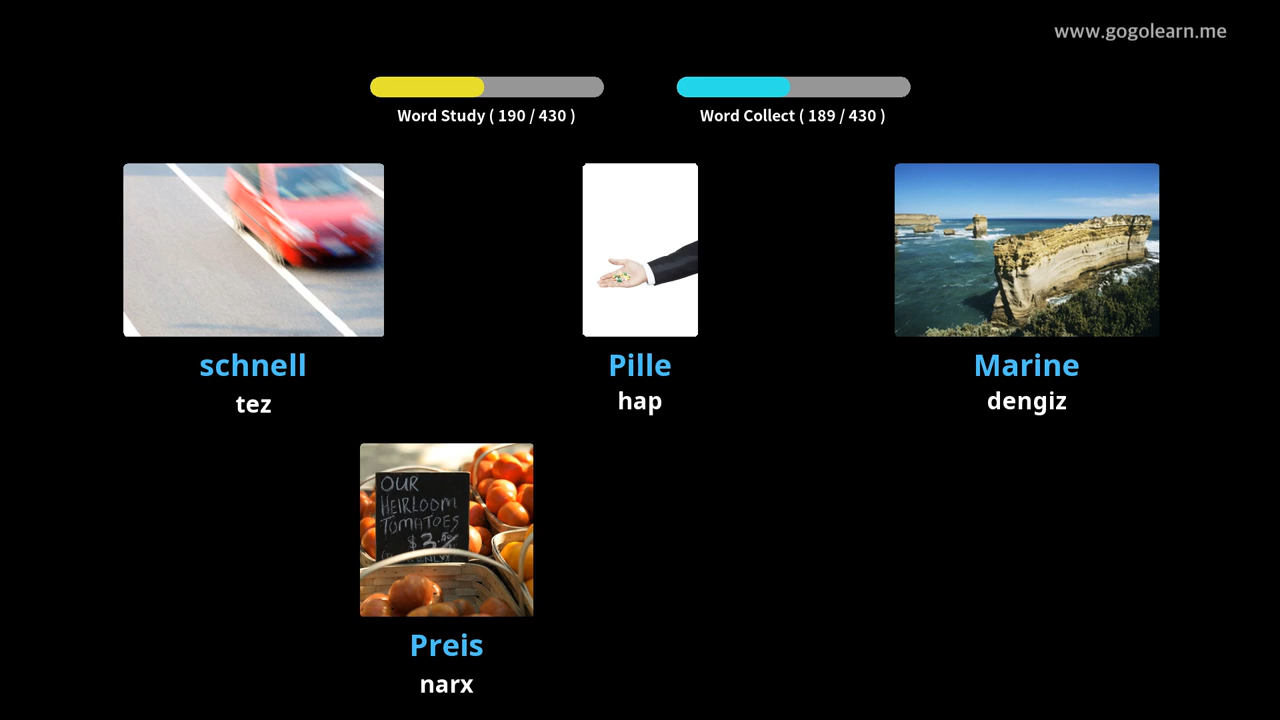 www.gogolearn.me
Word Study ( 190 / 430 )
Word Collect ( 189 / 430 )
schnell
tez
Pille
hap
Marine
dengiz
OUR
HEIRLOOM
TOMATOES
Preis
narx